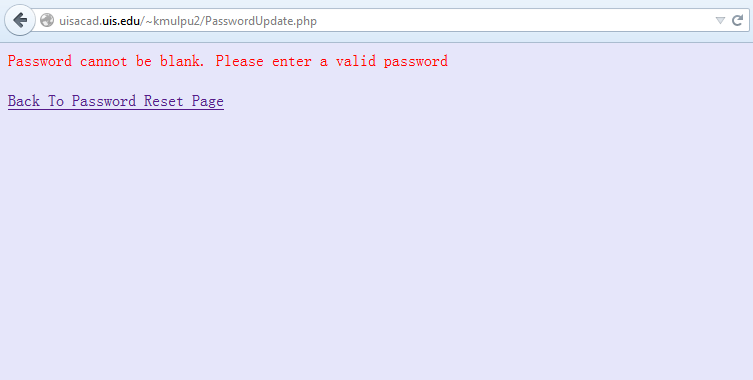 uisacad.uis.edu/~kmulpu2/PasswordUpdate.php
Password cannot be blank. Please enter a valid password
Back To Password Reset Page